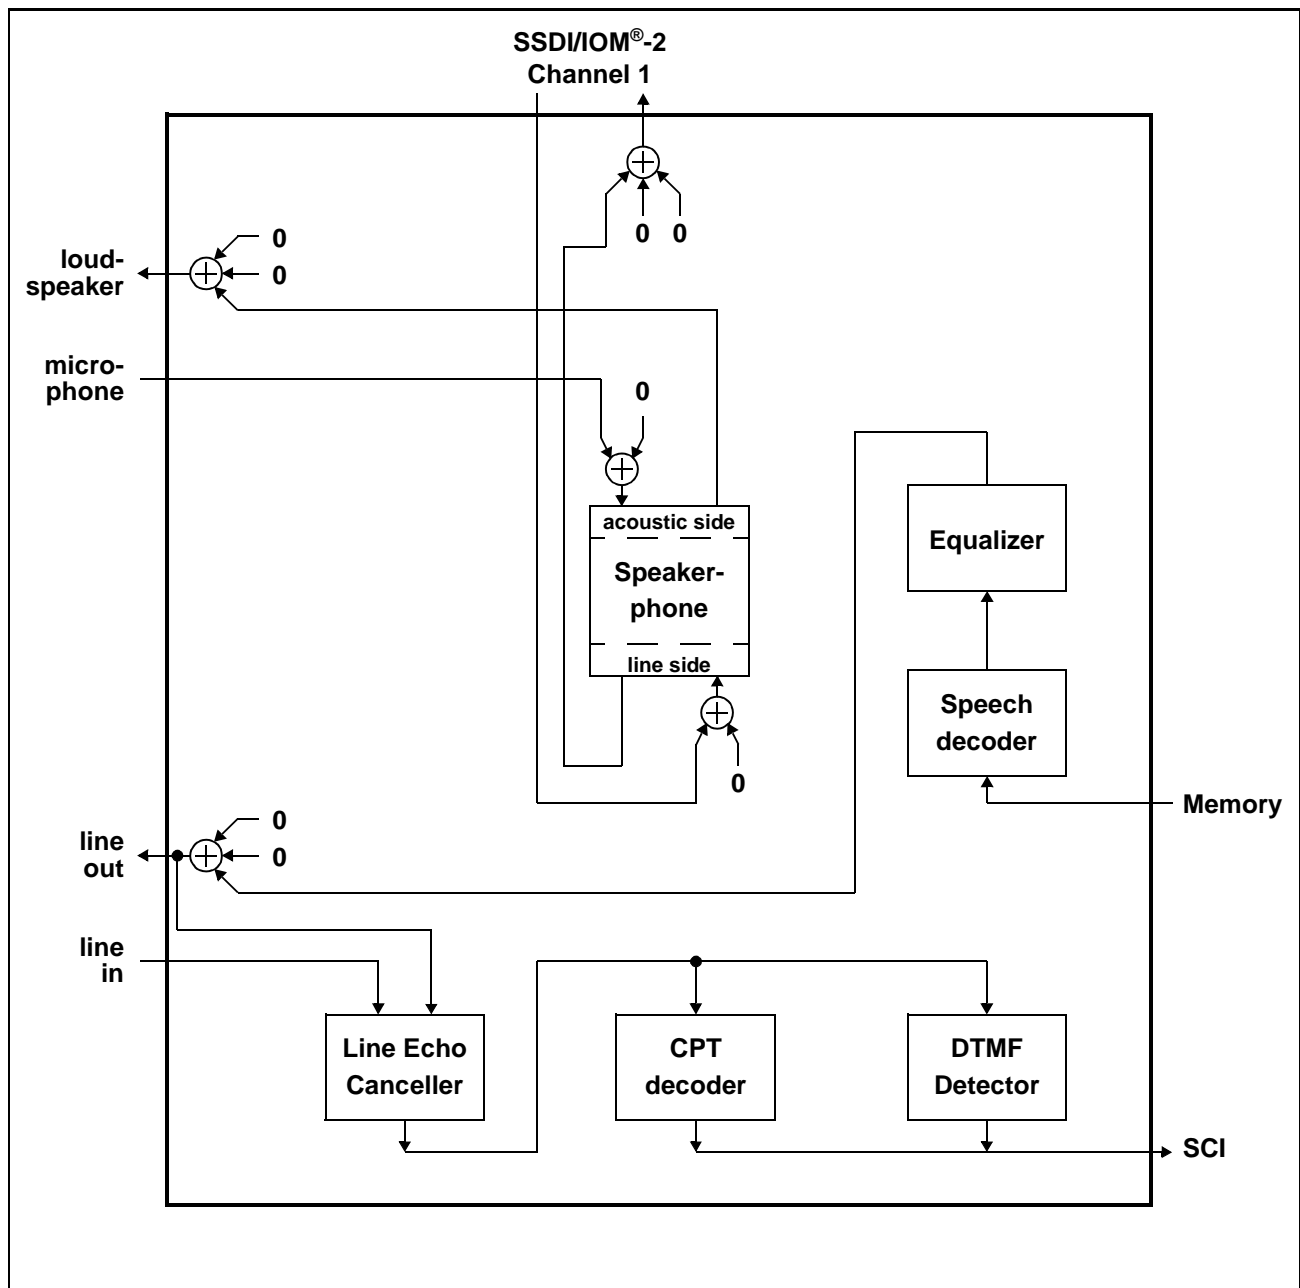 SSDI/IOM®-2
Channel 1
0 0
0
loud-
speaker
0
micro-
phone
0
acoustic side
Speaker-
phone
line side
0
Equalizer
Speech
decoder
Memory
0
line
out
0
line
in
Line Echo
Canceller
CPT
decoder
DTMF
Detector
SCI